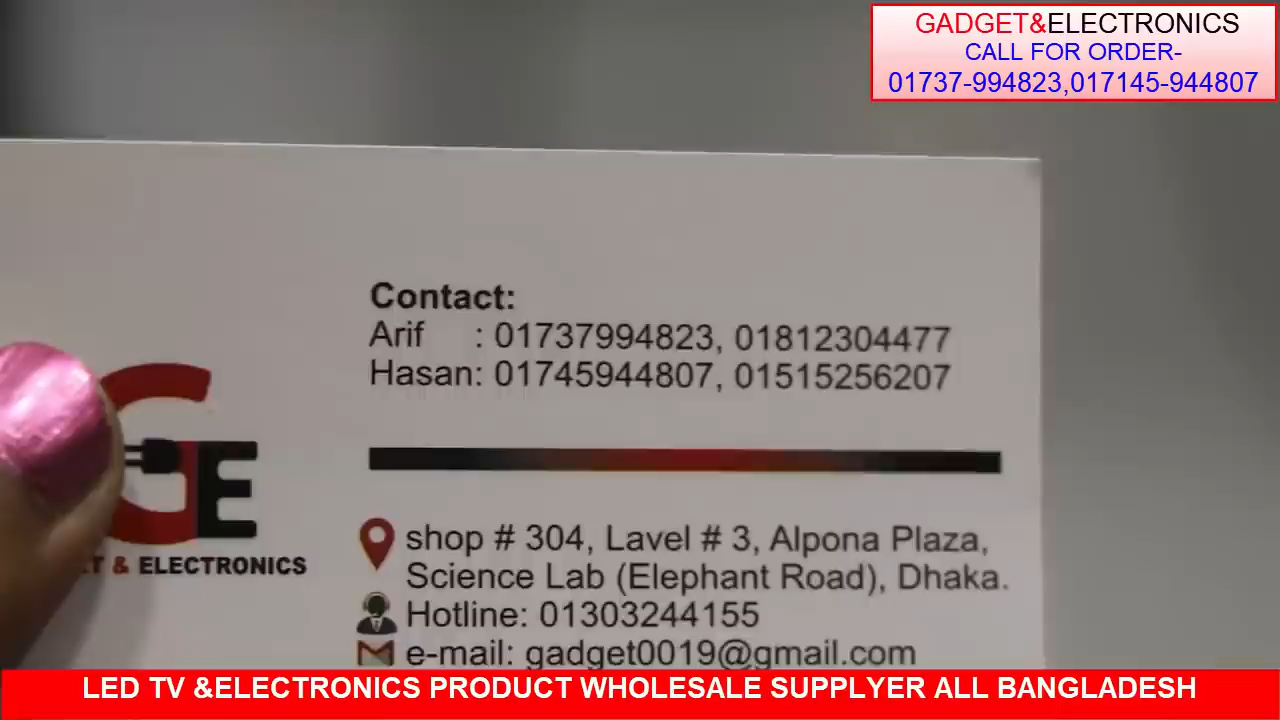 GADGET&ELECTRONICS
CALL FOR ORDER-
01737-994823,017145-944807
Contact:
Arif : 01737994823, 01812304477
Hasan: 01745944807, 01515256207
GE
ET & ELECTRONICS
shop # 304, Lavel # 3, Alpona Plaza,
Science Lab (Elephant Road), Dhaka.
Hotline: 01303244155
e-mail: gadget0019@gmail.com
LED TV &ELECTRONICS PRODUCT WHOLESALE SUPPLYER ALL BANGLADESH